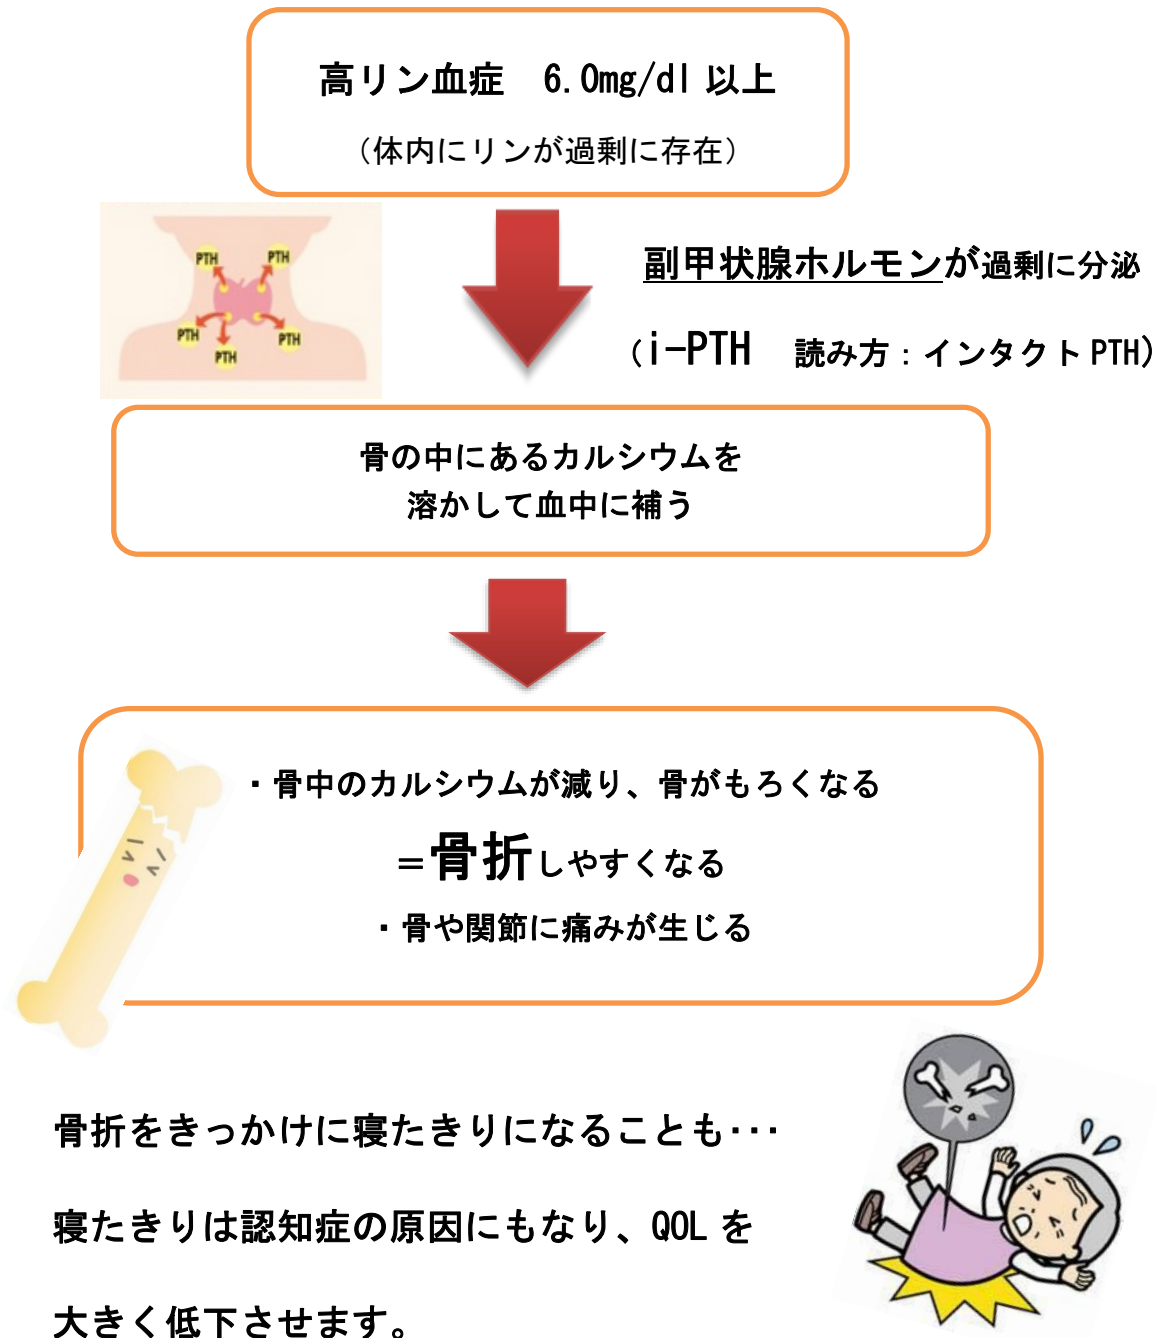 高リン血症　6.0mg/dl 以上
（体内にリンが過剰に存在）
PTH
PTH
PTH
PTH
PTH
副甲状腺ホルモンが過剰に分泌
（i-PTH　読み方：インタクト PTH）
骨の中にあるカルシウムを
溶かして血中に補う
・骨中のカルシウムが減り、骨がもろくなる
＝骨折しやすくなる
・骨や関節に痛みが生じる
骨折をきっかけに寝たきりになることも･･･
寝たきりは認知症の原因にもなり、QOL を
大きく低下させます。